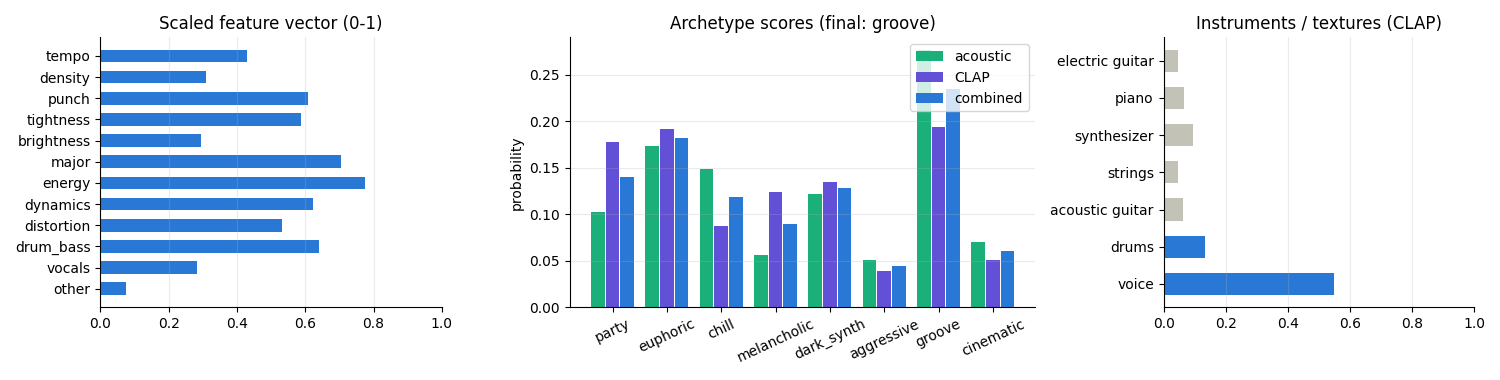 Scaled feature vector (0-1)
tempo
density
punch
tightness
brightness
major
energy
dynamics
distortion
drum_bass
vocals
other
0.0 0.2 0.4 0.6 0.8 1.0
Archetype scores (final: groove)
acoustic
CLAP
combined
probability
0.25
0.20
0.15
0.10
0.05
0.00
party euphoric chill melancholic dark_synth aggressive groove cinematic
Instruments / textures (CLAP)
electric guitar
piano
synthesizer
strings
acoustic guitar
drums
voice
0.0 0.2 0.4 0.6 0.8 1.0